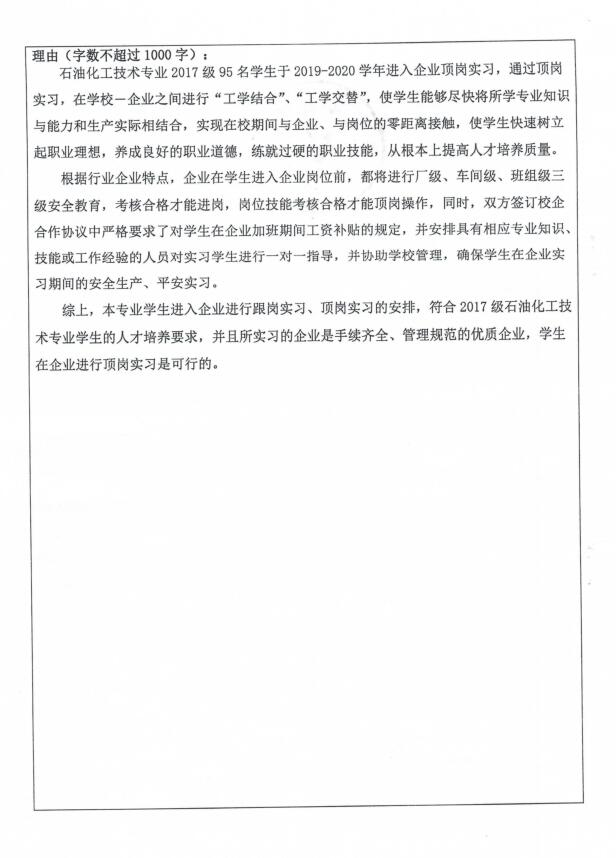 理由（字数不超过 1000 字）：
石油化工技术专业 2017 级 95 名学生于 2019-2020 学年进入企业顶岗实习，通过顶岗
实习，在学校－企业之间进行“工学结合”、“工学交替”，使学生能够尽快将所学专业知识
与能力和生产实际相结合，实现在校期间与企业、与岗位的零距离接触，使学生快速树立
起职业理想，养成良好的职业道德，练就过硬的职业技能，从根本上提高人才培养质量。
根据行业企业特点，企业在学生进入企业岗位前，都将进行厂级、车间级、班组级三
级安全教育，考核合格才能进岗，岗位技能考核合格才能顶岗操作，同时，双方签订校企
合作协议中严格要求了对学生在企业加班期间工资补贴的规定，并安排具有相应专业知识、
技能或工作经验的人员对实习学生进行一对一指导，并协助学校管理，确保学生在企业实
习期间的安全生产、平安实习。
综上，本专业学生进入企业进行跟岗实习、顶岗实习的安排，符合 2017 级石油化工技
术专业学生的人才培养要求，并且所实习的企业是手续齐全、管理规范的优质企业，学生
在企业进行顶岗实习是可行的。